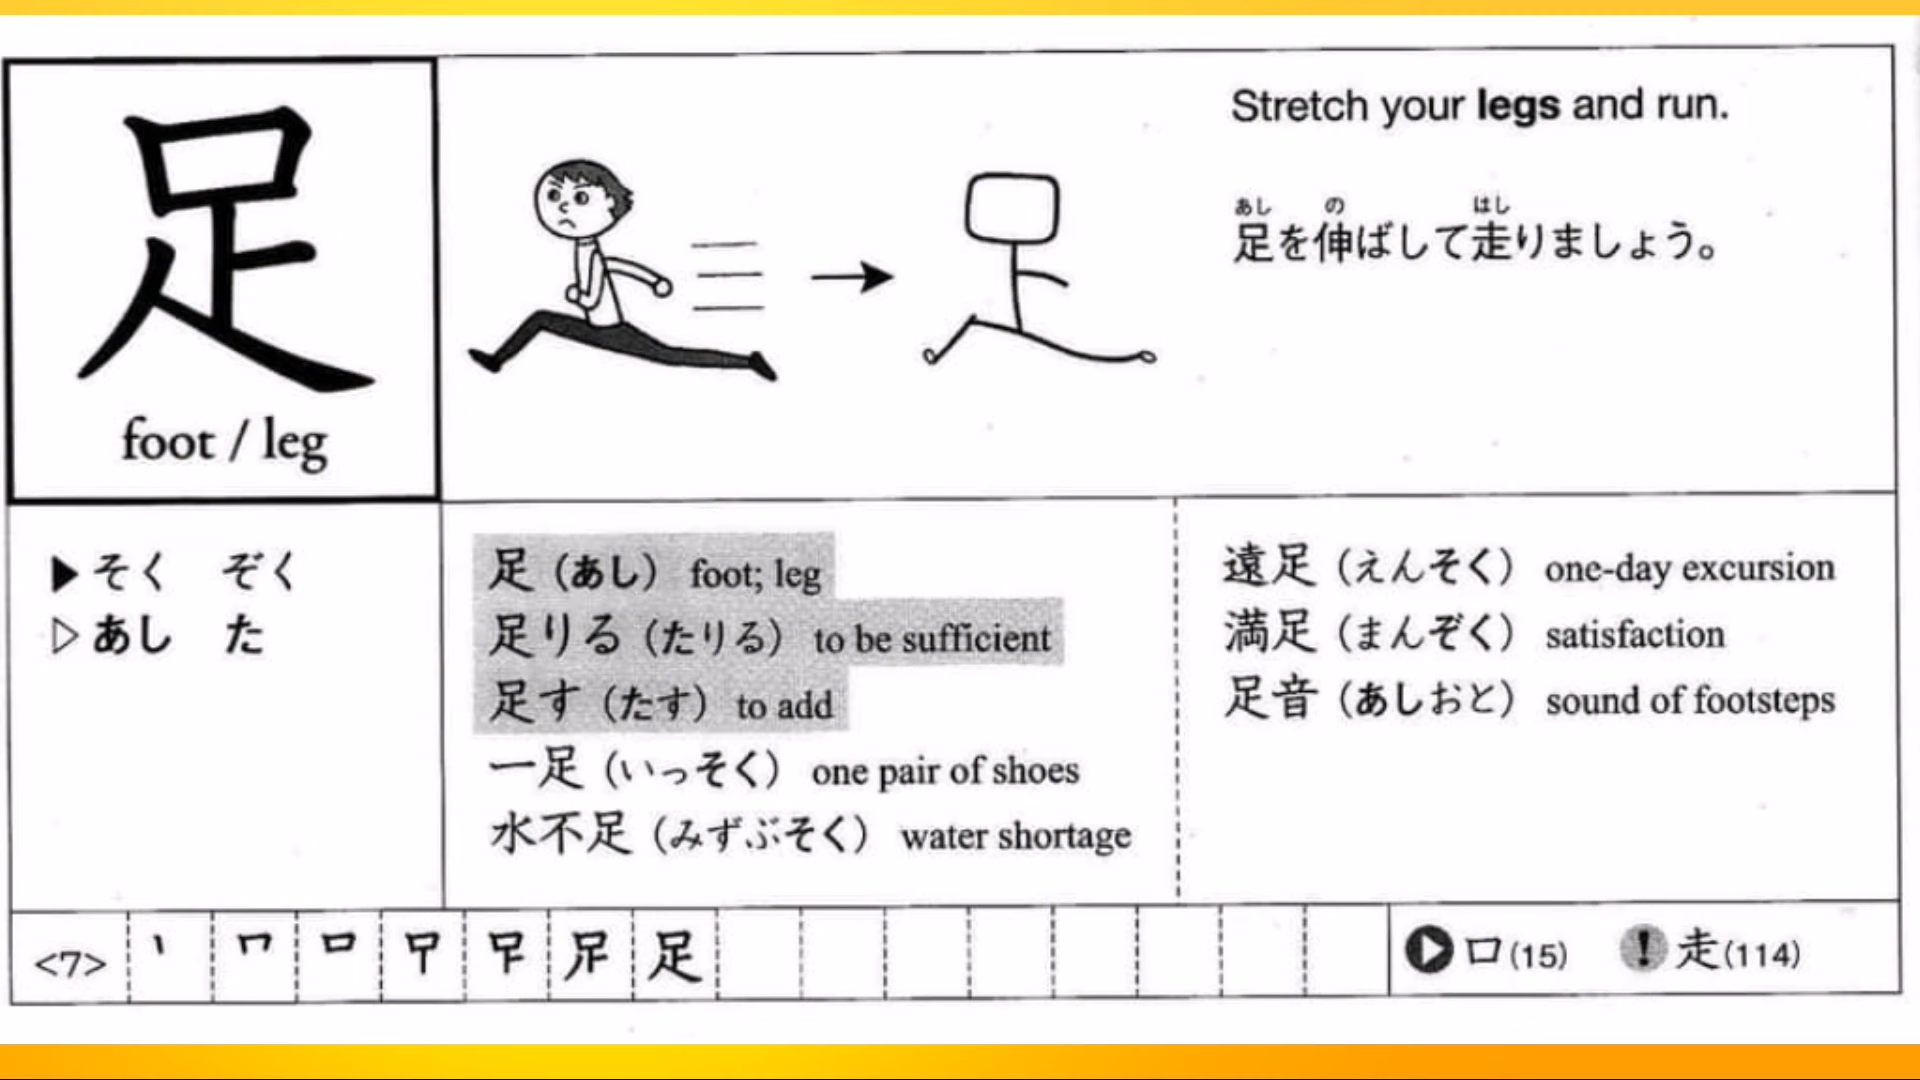 足
foot / leg
Stretch your legs and run.
あし の はし
足を伸ばして走りましょう。
▶そく ぞく
▷あし た
足（あし） foot; leg
足りる（たりる） to be sufficient
足す（たす） to add
一足（いっそく） one pair of shoes
水不足（みずぶそく） water shortage
遠足（えんそく） one-day excursion
満足（まんぞく） satisfaction
足音（あしおと） sound of footsteps
<7>
足
口(15) ! 走(114)